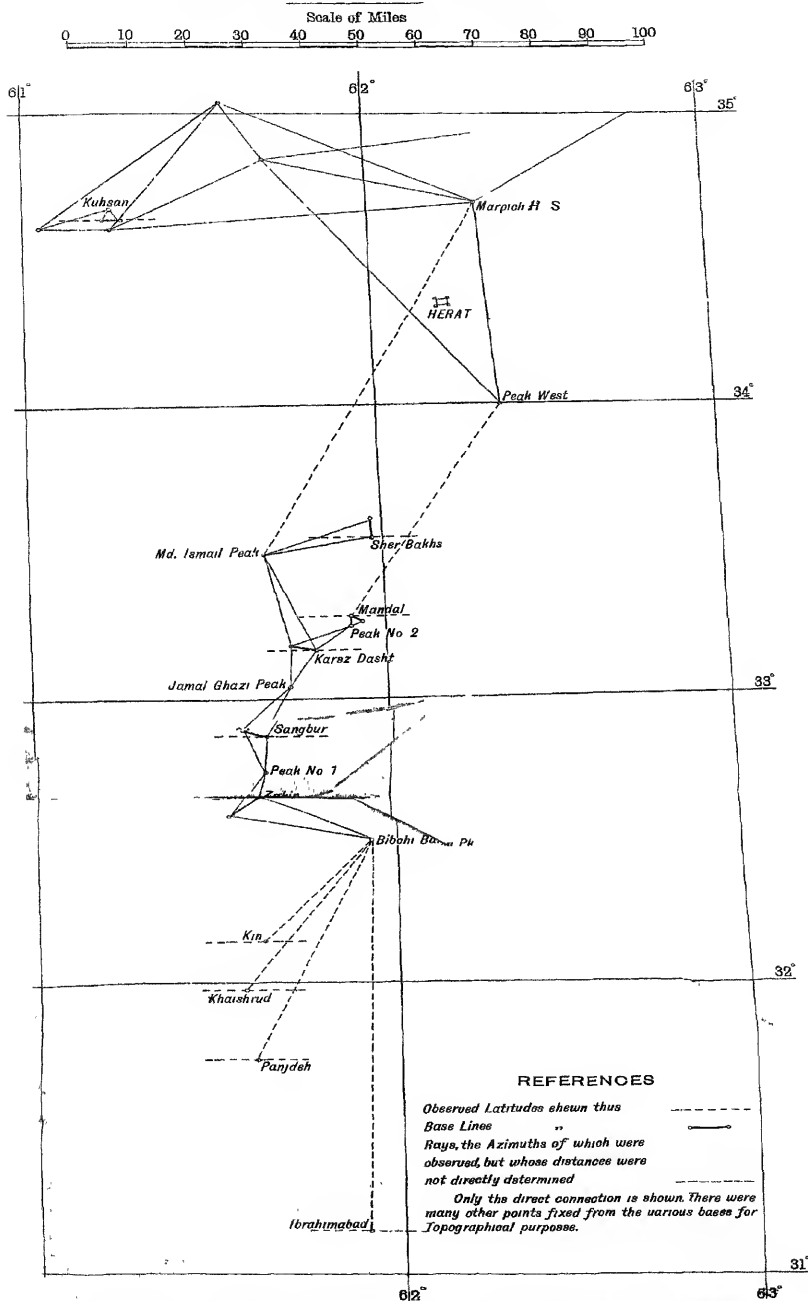 Scale of Miles
0 10 20 30 40 50 60 70 80 90 100
61° 62° 63°
35°
Kuhsan
Marpich H S
HERAT
34°
Peak West
Md. Ismail Peak
Sher Bakhs
Mandal
Peak No 2
Karez Dasht
Jamal Ghazi Peak
33°
Sangbur
Peak No 1
Bibchi Pk
Kin
32°
Khaishrud
Panjdeh
REFERENCES
Observed Latitudes shewn thus
Base Lines "
Rays, the Azimuths of which were
observed, but whose distances were
not directly determined
Only the direct connection is shown. There were
many other points fixed from the various bases for
Topographical purposes.
Ibrahimabad
31°
62° 63°